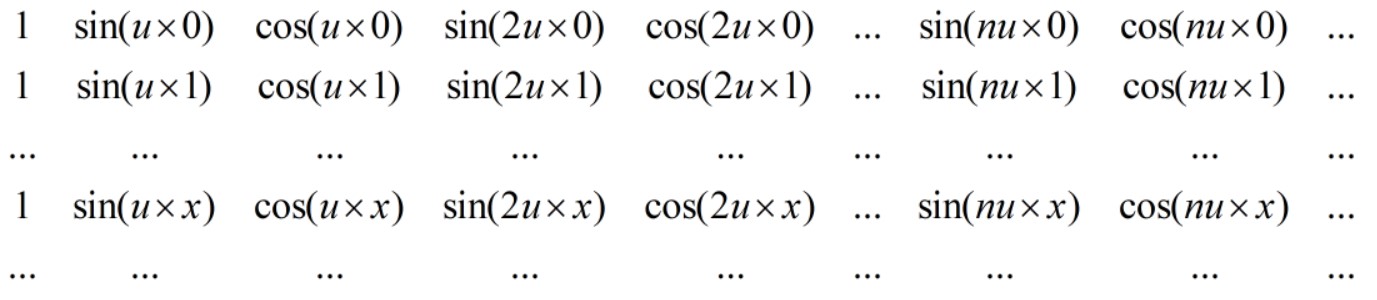 1 sin(u×0) cos(u×0) sin(2u×0) cos(2u×0) ... sin(nu×0) cos(nu×0) ...
1 sin(u×1) cos(u×1) sin(2u×1) cos(2u×1) ... sin(nu×1) cos(nu×1) ...
... ... ... ... ... ... ... ... ...
1 sin(u×x) cos(u×x) sin(2u×x) cos(2u×x) ... sin(nu×x) cos(nu×x) ...
... ... ... ... ... ... ... ... ...